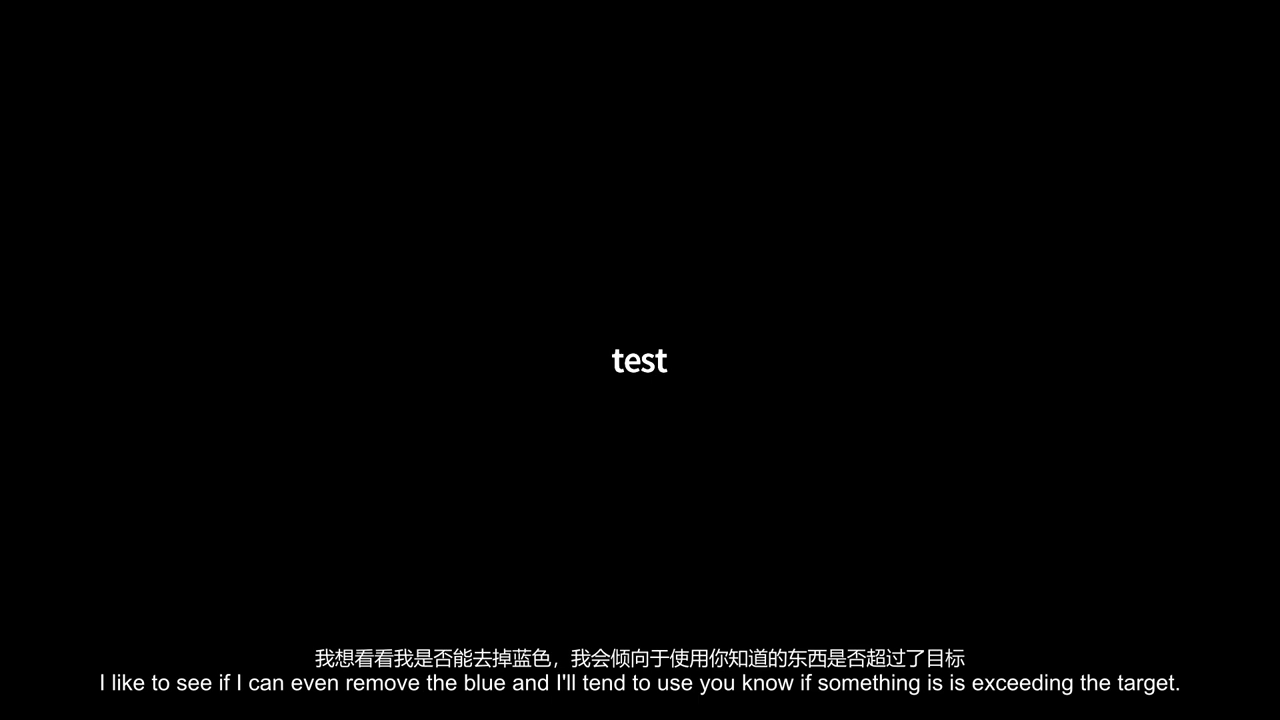 test
我想看看我是否能去掉蓝色，我会倾向于使用你知道的东西是否超过了目标
I like to see if I can even remove the blue and I'll tend to use you know if something is is exceeding the target.